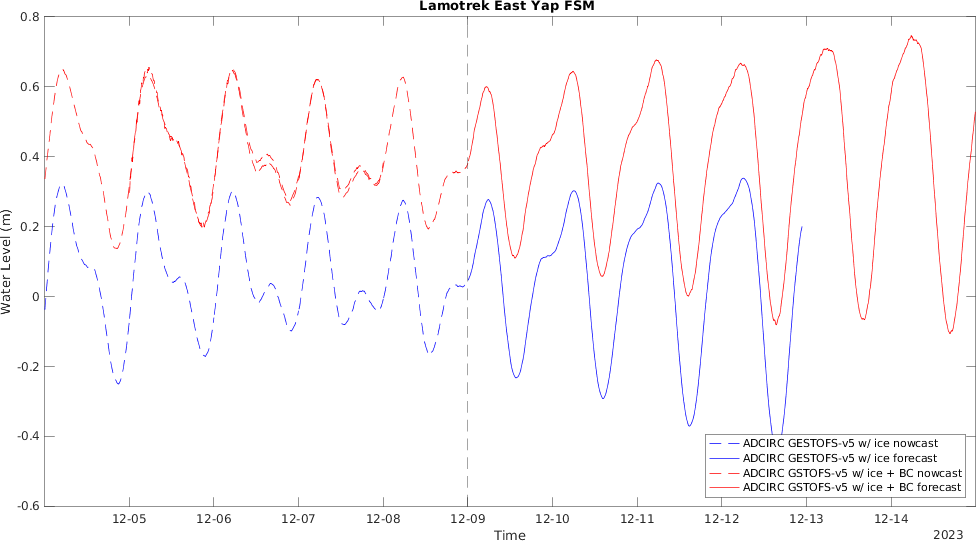 Lamotrek East Yap FSM
0.8
0.6
0.4
0.2
0
-0.2
-0.4
-0.6
Water Level (m)
12-05 12-06 12-07 12-08 12-09 12-10 12-11 12-12 12-13 12-14
Time
2023
ADCIRC GESTOFS-v5 w/ ice nowcast
ADCIRC GESTOFS-v5 w/ ice forecast
ADCIRC GSTOFS-v5 w/ ice + BC nowcast
ADCIRC GSTOFS-v5 w/ ice + BC forecast